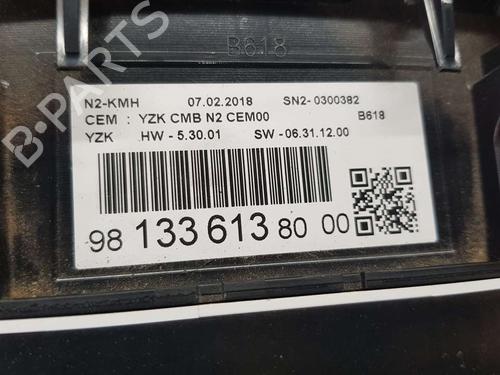 B618
N2-KMH 07.02.2018 SN2- 0300382
CEM : YZK CMB N2 CEM00 B618
YZK HW - 5.30.01 SW - 06.31.12.00
98 133 613 80 00
B-PARTS